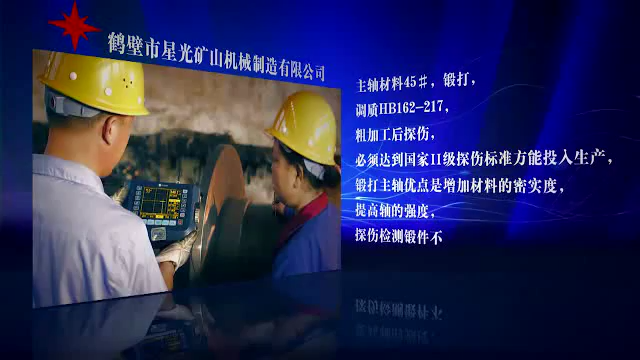 鹤壁市星光矿山机械制造有限公司
主轴材料45#，锻打，
调质HB162-217，
粗加工后探伤，
必须达到国家II级探伤标准方能投入生产，
锻打主轴优点是增加材料的密实度，
提高轴的强度，
探伤检测锻件不